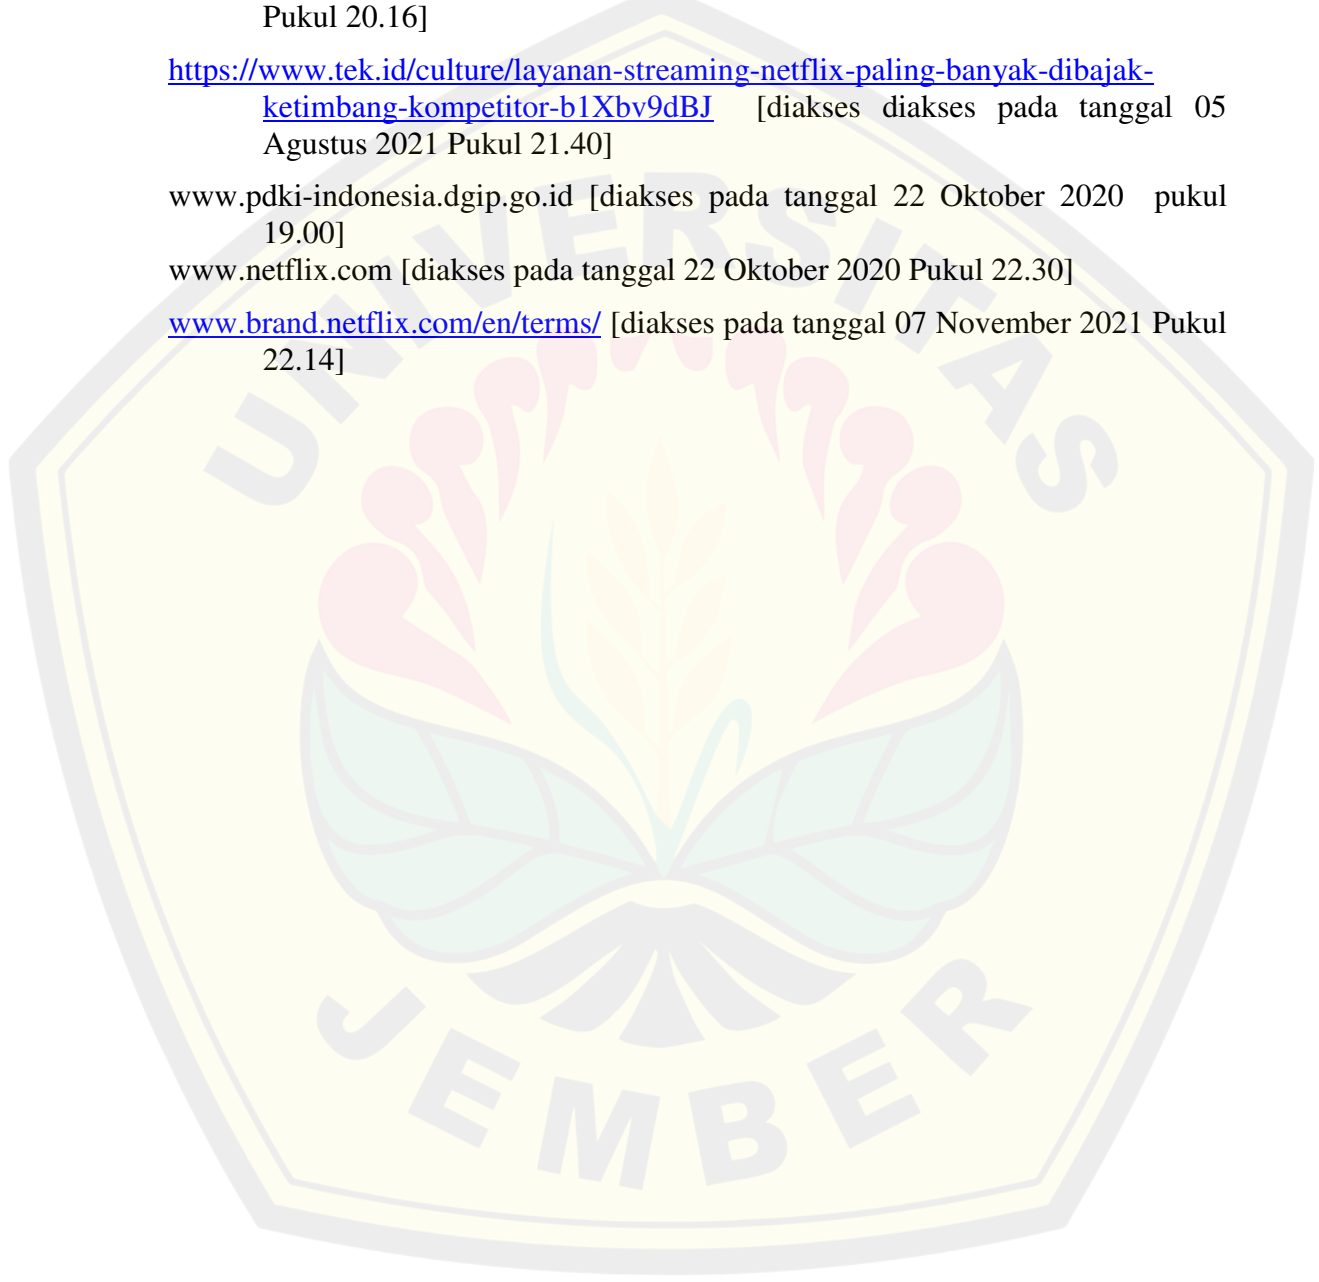 Pukul 20.16]
https://www.tek.id/culture/layanan-streaming-netflix-paling-banyak-dibajak-
ketimbang-kompetitor-b1Xbv9dBJ [diakses diakses pada tanggal 05
Agustus 2021 Pukul 21.40]
www.pdki-indonesia.dgip.go.id [diakses pada tanggal 22 Oktober 2020 pukul
19.00]
www.netflix.com [diakses pada tanggal 22 Oktober 2020 Pukul 22.30]
www.brand.netflix.com/en/terms/ [diakses pada tanggal 07 November 2021 Pukul
22.14]
UNIVERSITAS
JEMBER